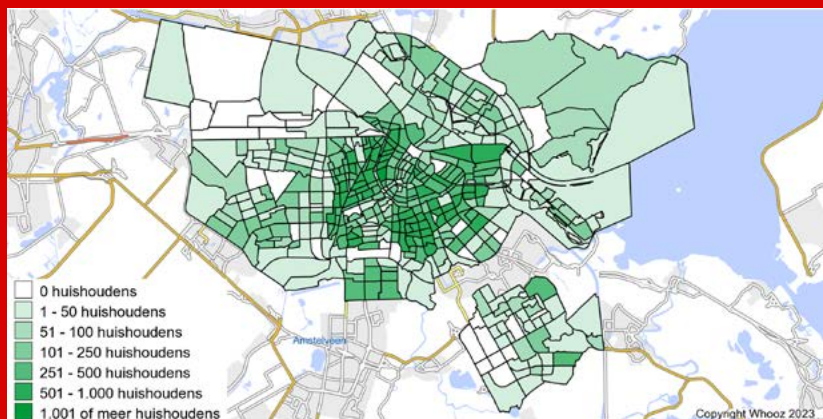 0 huishoudens
1 - 50 huishoudens
51 - 100 huishoudens
101 - 250 huishoudens
251 - 500 huishoudens
501 - 1.000 huishoudens
1.001 of meer huishoudens
Amstelveen
Copyright Whooz 2023